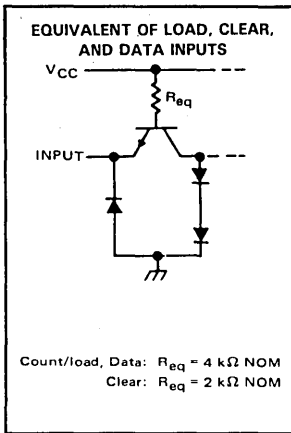 EQUIVALENT OF LOAD, CLEAR,
AND DATA INPUTS
VCC
Req
INPUT
Count/load, Data: Req = 4 kΩ NOM
Clear: Req = 2 kΩ NOM